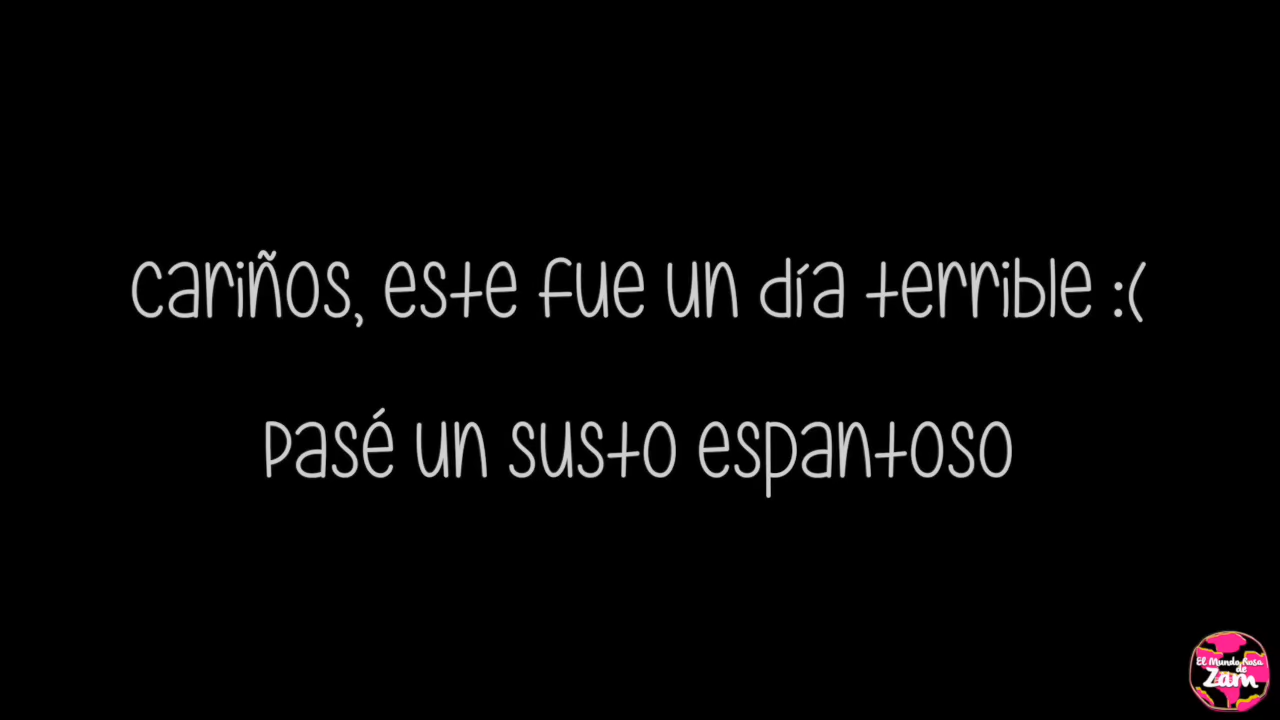 cariños, este fue un día terrible :(
pasé un susto espantoso
El Mundo Rosa
de
Zam